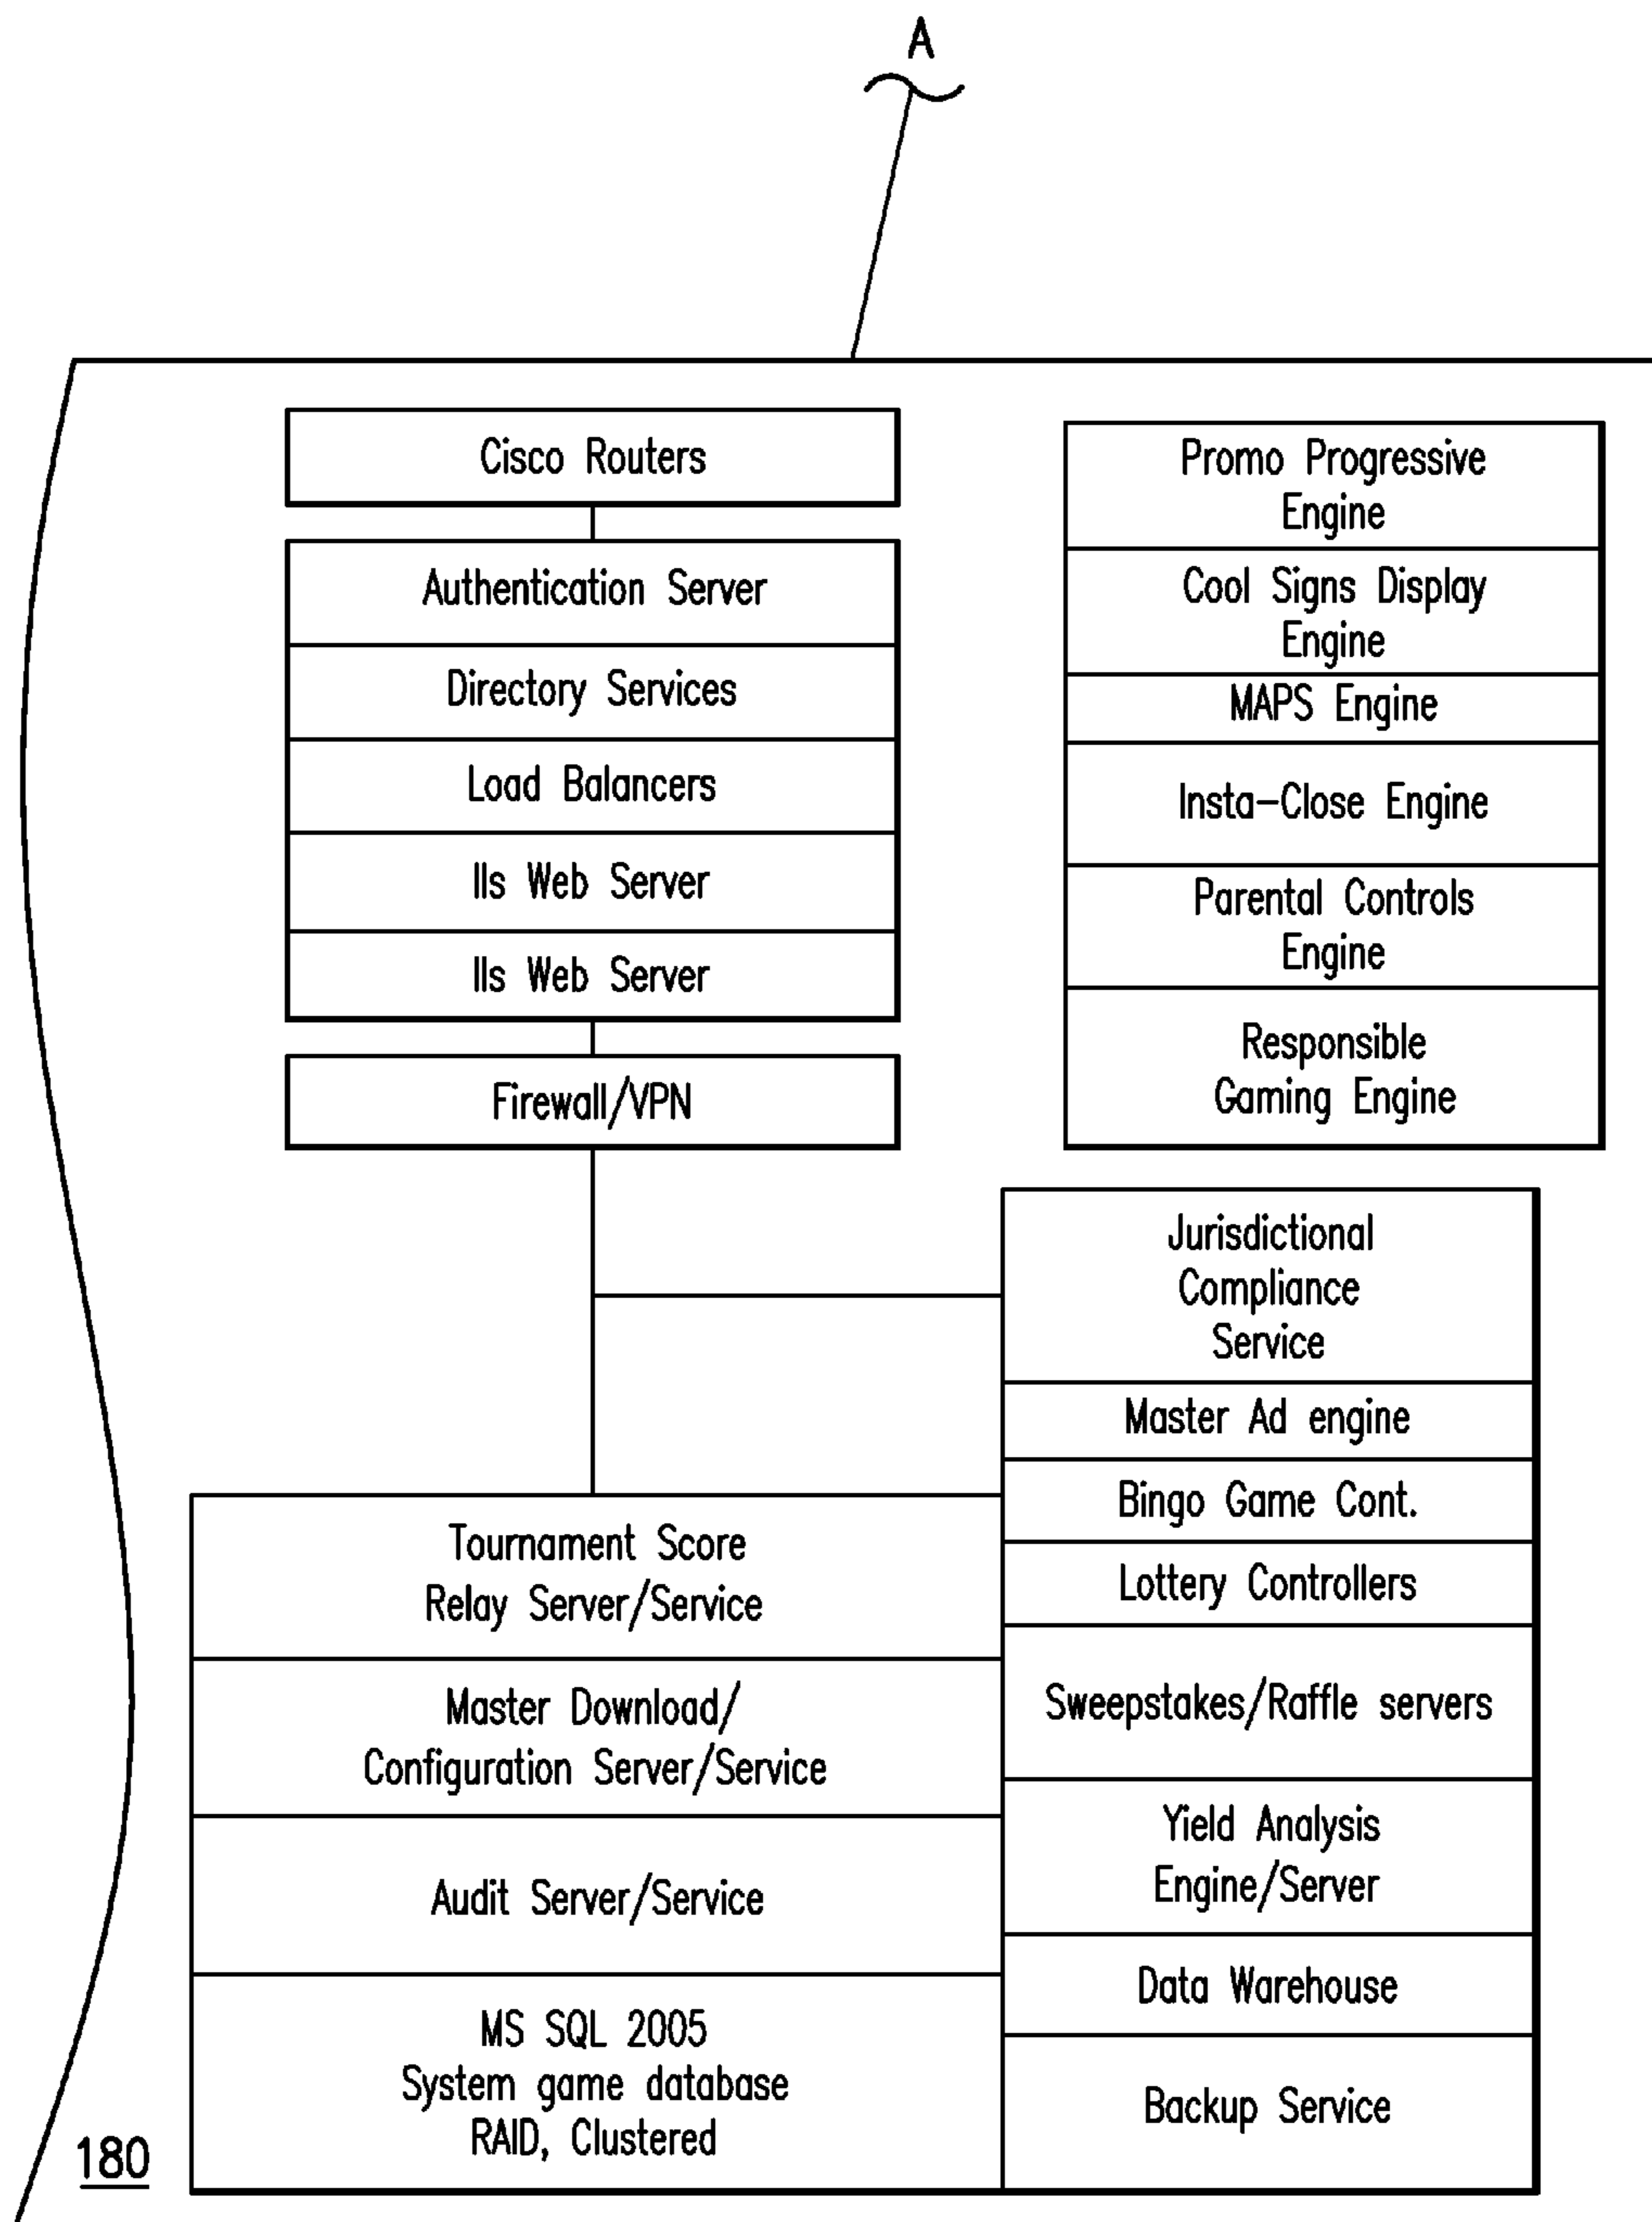 A
Cisco Routers
Authentication Server
Directory Services
Load Balancers
IIs Web Server
IIs Web Server
Firewall/VPN
Promo Progressive
Engine
Cool Signs Display
Engine
MAPS Engine
Insta-Close Engine
Parental Controls
Engine
Responsible
Gaming Engine
Jurisdictional
Compliance
Service
Master Ad engine
Bingo Game Cont.
Lottery Controllers
Sweepstakes/Raffle servers
Yield Analysis
Engine/Server
Data Warehouse
Backup Service
Tournament Score
Relay Server/Service
Master Download/
Configuration Server/Service
Audit Server/Service
MS SQL 2005
System game database
RAID, Clustered
180